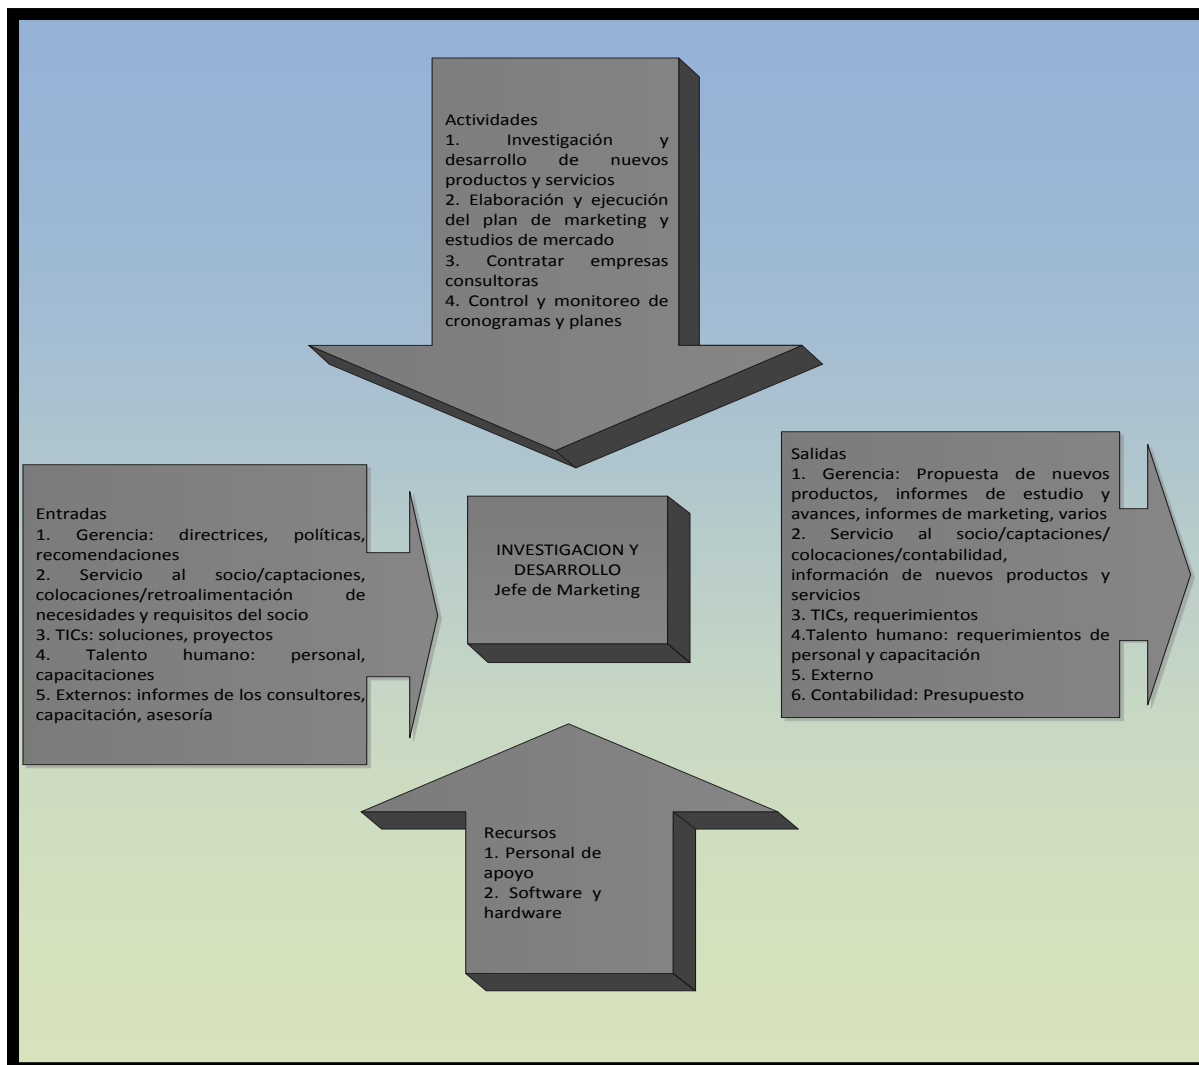 Actividades
1. Investigación y
desarrollo de nuevos
productos y servicios
2. Elaboración y ejecución
del plan de marketing y
estudios de mercado
3. Contratar empresas
consultoras
4. Control y monitoreo de
cronogramas y planes
Entradas
1. Gerencia: directrices, políticas,
recomendaciones
2. Servicio al socio/captaciones,
colocaciones/retroalimentación de
necesidades y requisitos del socio
3. TICs: soluciones, proyectos
4. Talento humano: personal,
capacitaciones
5. Externos: informes de los consultores,
capacitación, asesoría
INVESTIGACION Y
DESARROLLO
Jefe de Marketing
Salidas
1. Gerencia: Propuesta de nuevos
productos, informes de estudio y
avances, informes de marketing, varios
2. Servicio al socio/captaciones/
colocaciones/contabilidad,
información de nuevos productos y
servicios
3. TICs, requerimientos
4.Talento humano: requerimientos de
personal y capacitación
5. Externo
6. Contabilidad: Presupuesto
Recursos
1. Personal de
apoyo
2. Software y
hardware